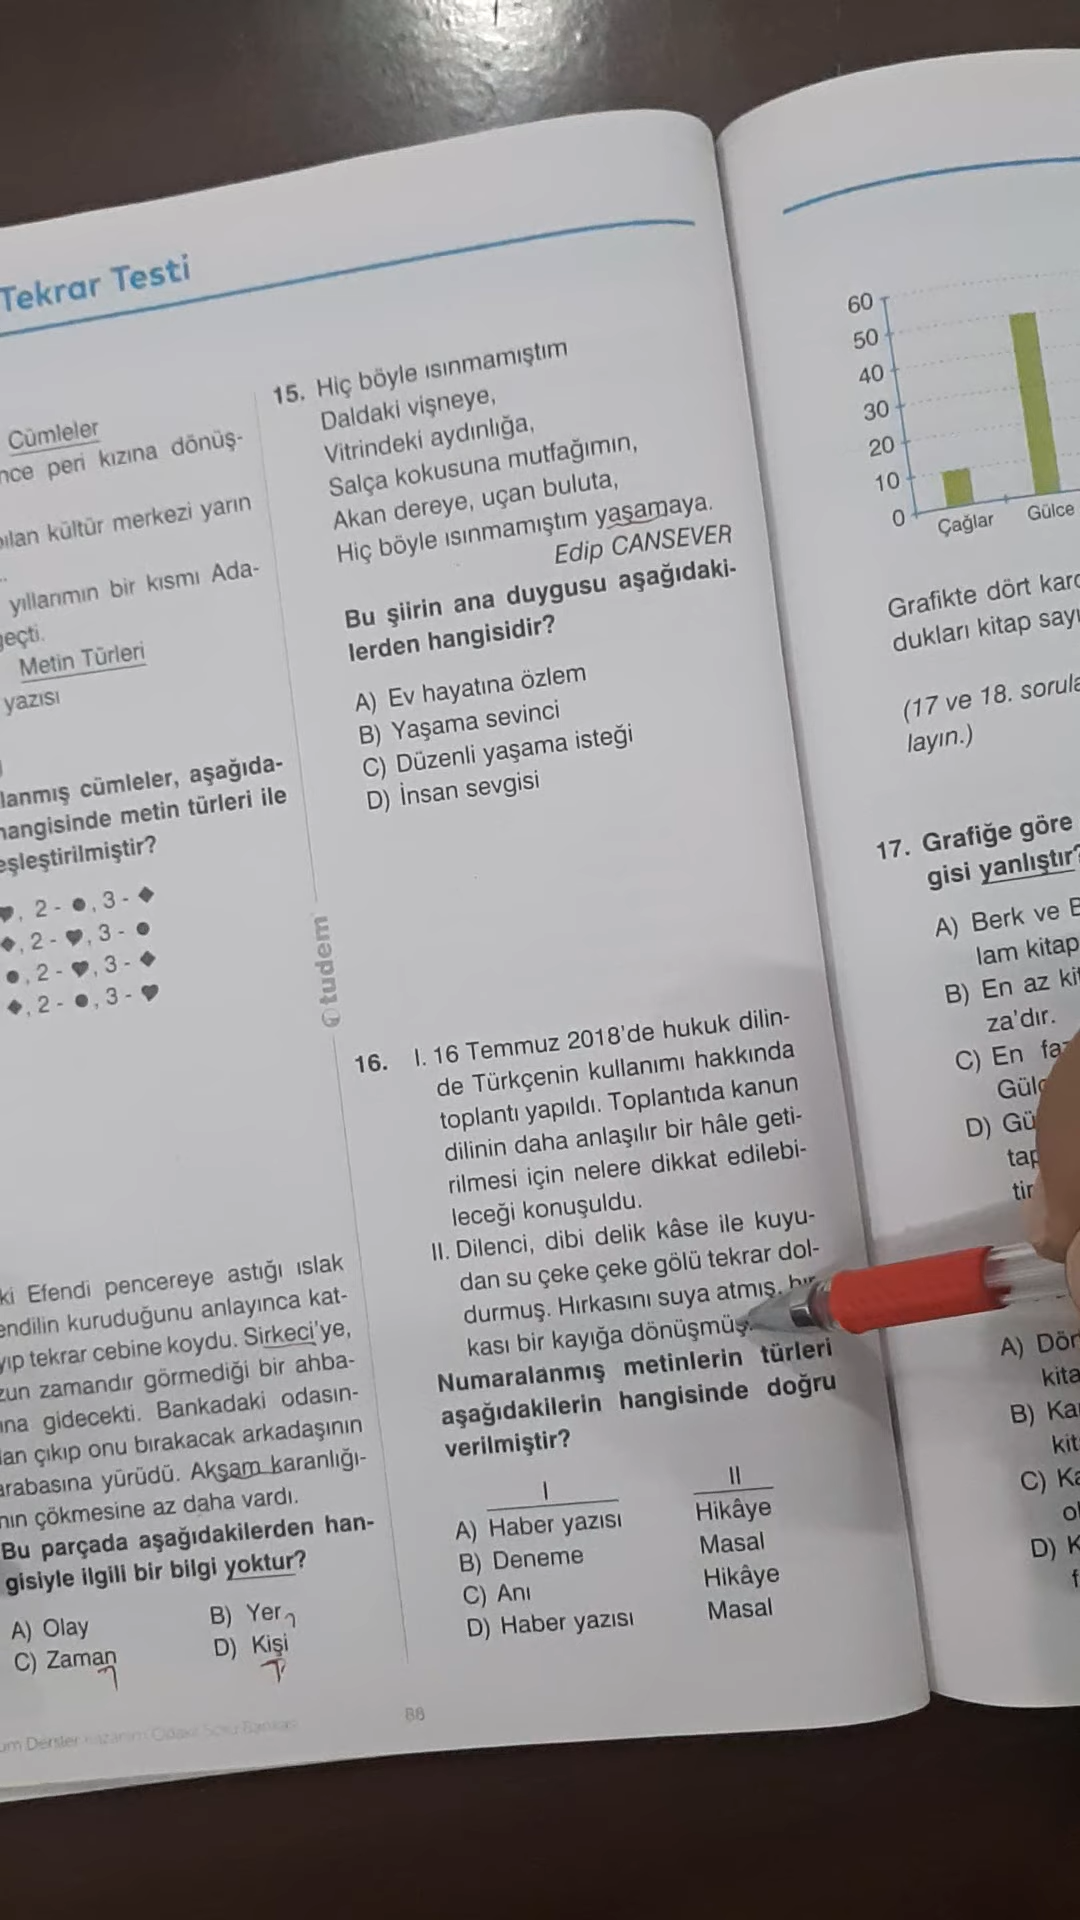 Tekrar Testi
Cümleler
peri kızına dönüş-
kültür merkezi yarın
yıllarımın bir kısmı Ada-
geçti.
Metin Türleri
yazısı
cümleler, aşağıda-
hangisinde metin türleri ile
eşleştirilmiştir?
♥, 2 - ●, 3 - ◆
◆, 2 - ♥, 3 - ●
●, 2 - ♥, 3 - ◆
◆, 2 - ●, 3 - ♥
ki Efendi pencereye astığı ıslak
endilin kuruduğunu anlayınca kat-
yıp tekrar cebine koydu. Sirkeci'ye,
zun zamandır görmediği bir ahba-
ına gidecekti. Bankadaki odasın-
dan çıkıp onu bırakacak arkadaşının
arabasına yürüdü. Akşam karanlığı-
nın çökmesine az daha vardı.
Bu parçada aşağıdakilerden han-
gisiyle ilgili bir bilgi yoktur?
A) Olay
B) Yer
C) Zaman
D) Kişi
15. Hiç böyle ısınmamıştım
Daldaki vişneye,
Vitrindeki aydınlığa,
Salça kokusuna mutfağımın,
Akan dereye, uçan buluta,
Hiç böyle ısınmamıştım yaşamaya.
Edip CANSEVER
Bu şiirin ana duygusu aşağıdaki-
lerden hangisidir?
A) Ev hayatına özlem
B) Yaşama sevinci
C) Düzenli yaşama isteği
D) İnsan sevgisi
tudem
16. I. 16 Temmuz 2018'de hukuk dilin-
de Türkçenin kullanımı hakkında
toplantı yapıldı. Toplantıda kanun
dilinin daha anlaşılır bir hâle geti-
rilmesi için nelere dikkat edilebi-
leceği konuşuldu.
II. Dilenci, dibi delik kâse ile kuyu-
dan su çeke çeke gölü tekrar dol-
durmuş. Hırkasını suya atmış, hır
kası bir kayığa dönüşmüş.
Numaralanmış metinlerin türleri
aşağıdakilerin hangisinde doğru
verilmiştir?
I II
A) Haber yazısı Hikâye
B) Deneme Masal
C) Anı Hikâye
D) Haber yazısı Masal
88
60
50
40
30
20
10
0
Çağlar Gülce
Grafikte dört kard
dukları kitap sayı
(17 ve 18. sorula
layın.)
17. Grafiğe göre
gisi yanlıştır?
A) Berk ve
lam kitap
B) En az
za'dır.
C) En
D)
A)
B)
C)
D)